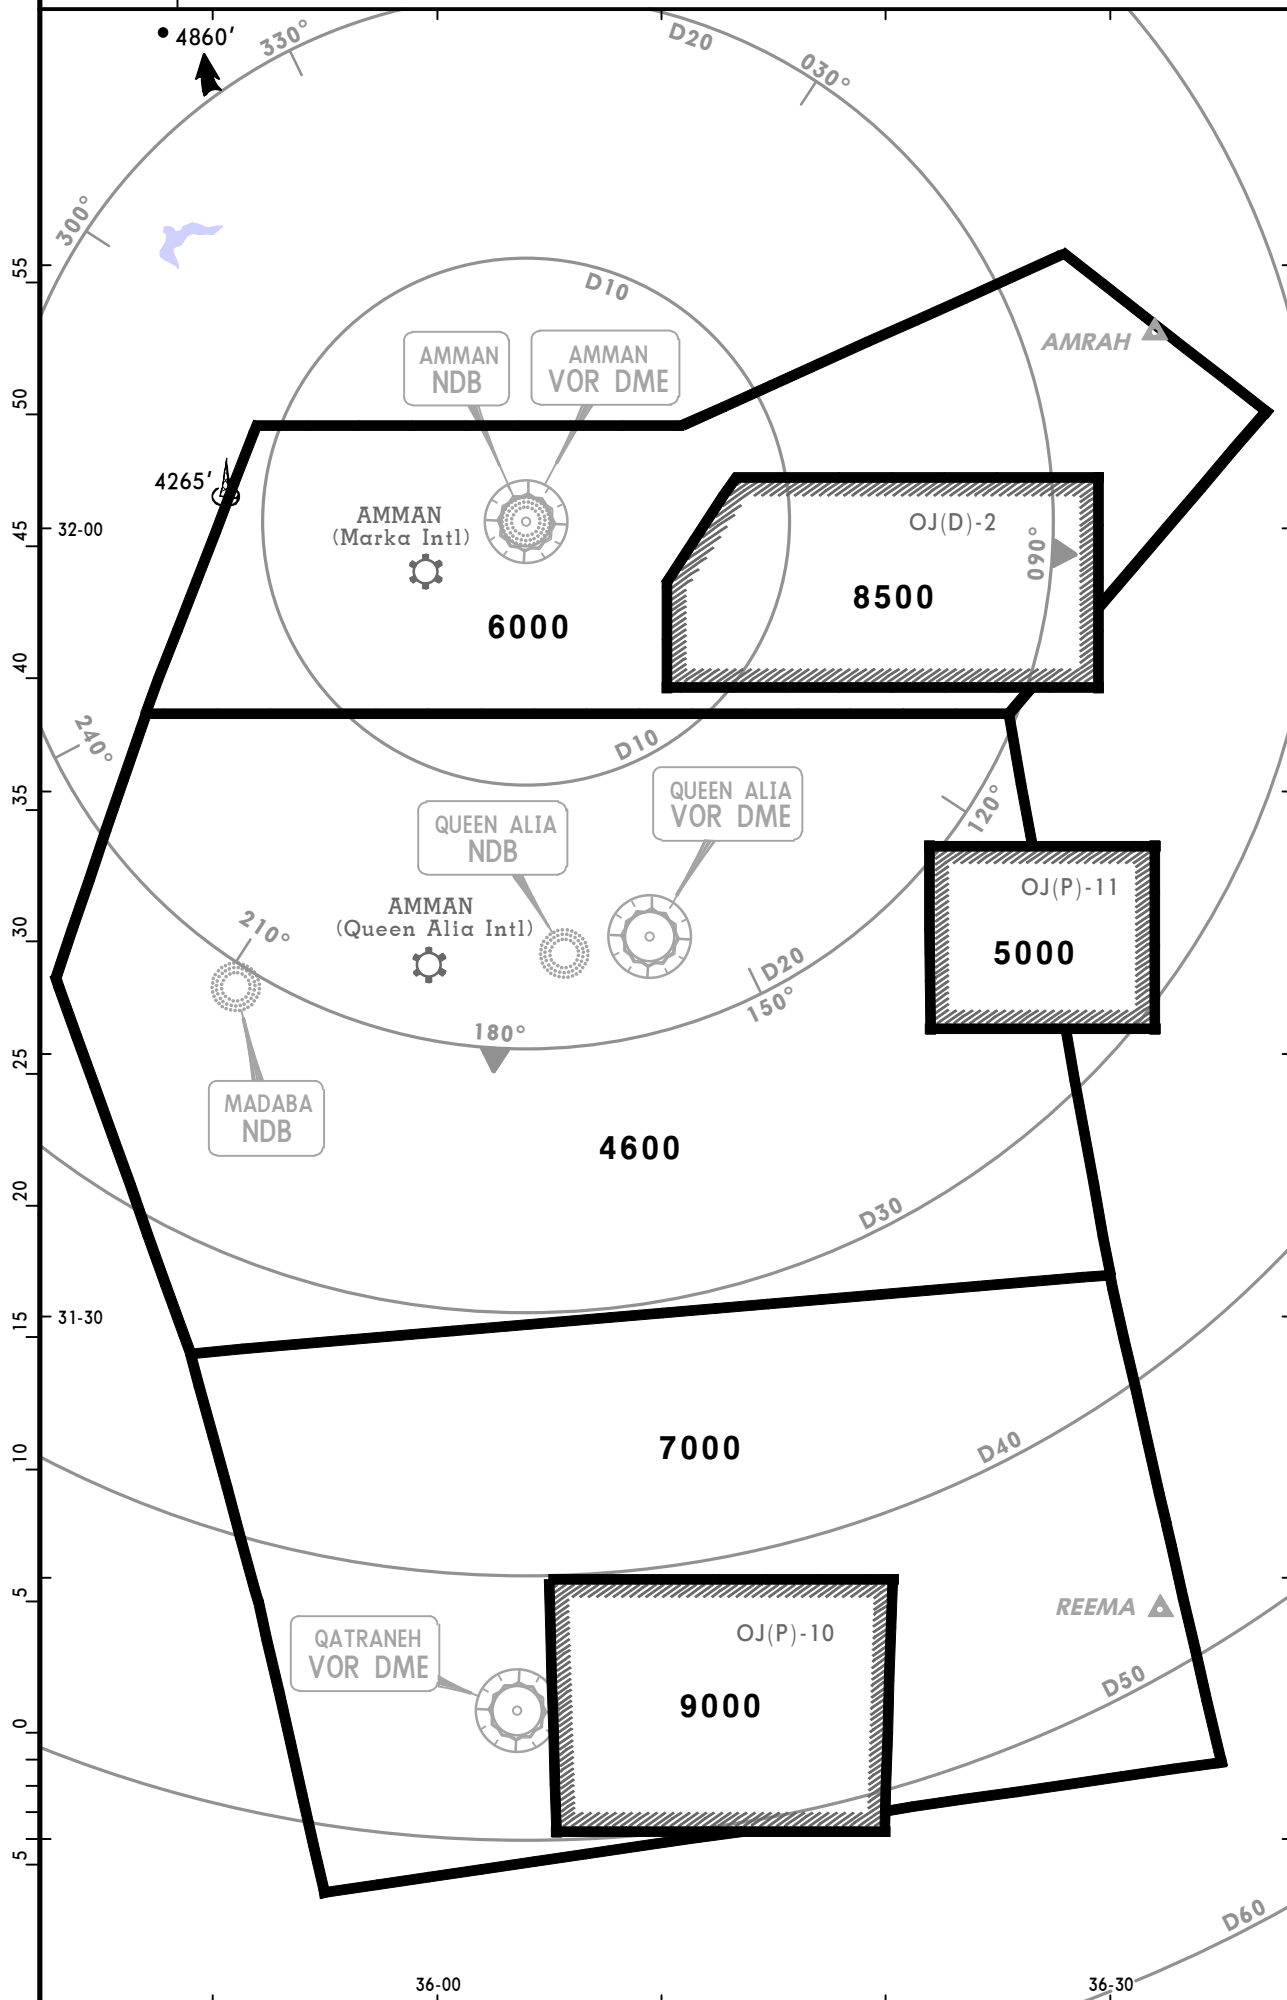 4860'
330°
D20
030°
300°
55
D10
AMMAN
NDB
AMMAN
VOR DME
AMRAH
50
4265'
AMMAN
(Marka Intl)
OJ(D)-2
45
32-00
090°
8500
6000
40
240°
D10
35
QUEEN ALIA
VOR DME
QUEEN ALIA
NDB
120°
OJ(P)-11
AMMAN
(Queen Alia Intl)
210°
30
5000
D20
150°
180°
25
MADABA
NDB
4600
20
D30
15
31-30
7000
D40
10
5
REEMA
QATRANEH
VOR DME
OJ(P)-10
D50
9000
0
5
D60
36-00
36-30